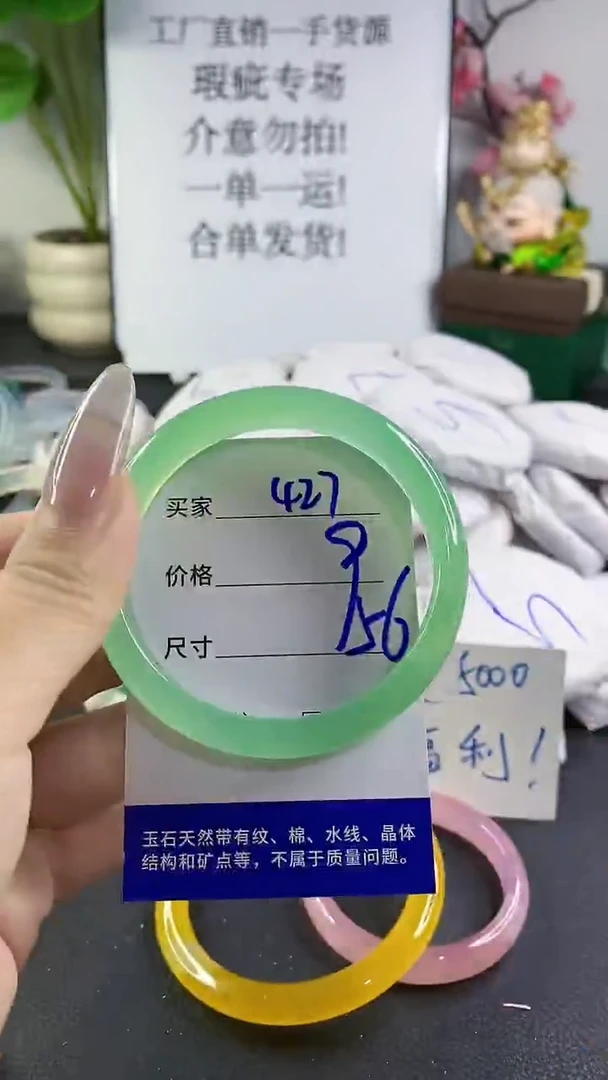 工厂直销一手货源
瑕疵专场
介意勿拍!
一单一运!
合单发货!
买家 427
价格 9
尺寸 56
5000
福利!
玉石天然带有纹、棉、水线、晶体
结构和矿点等，不属于质量问题。